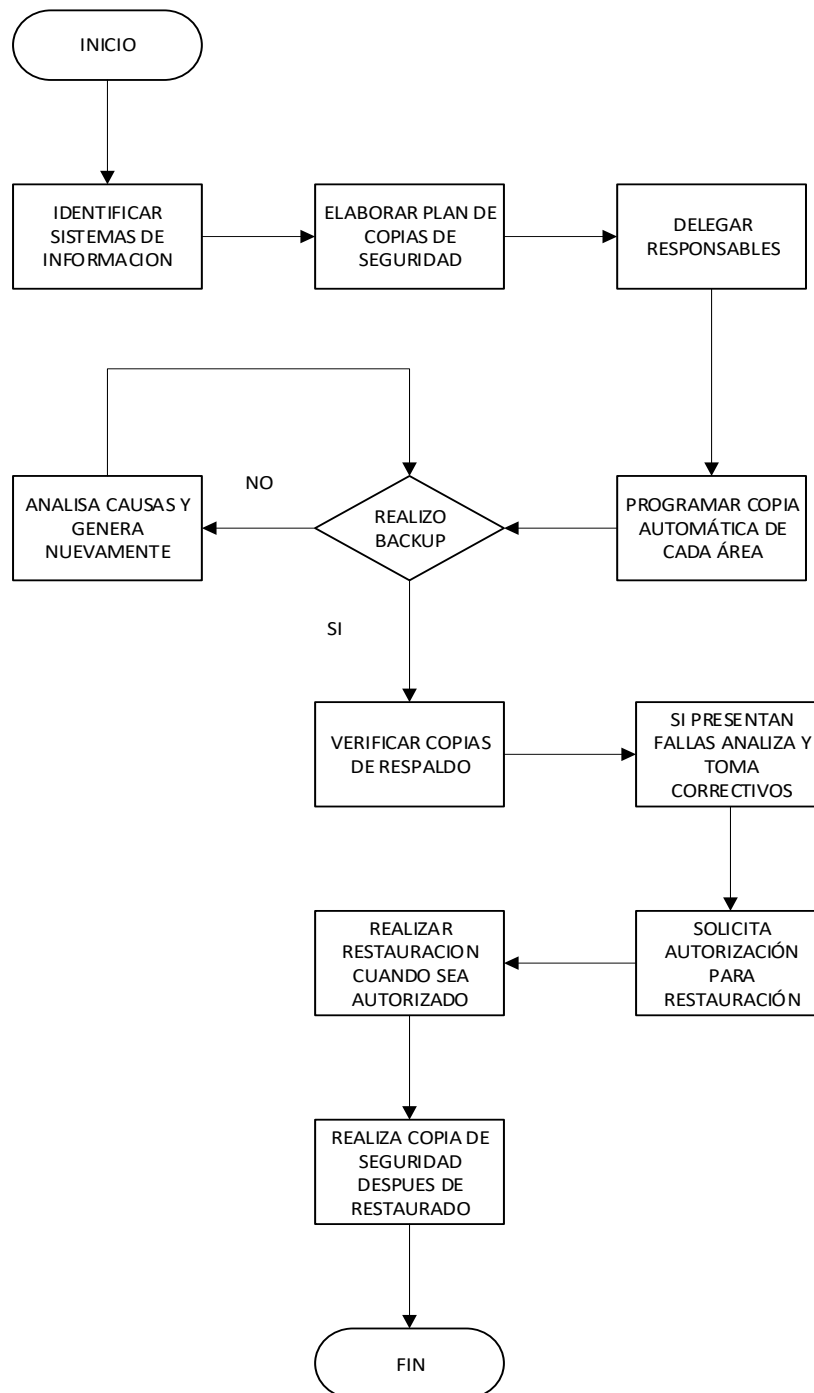 INICIO
IDENTIFICAR
SISTEMAS DE
INFORMACION
ELABORAR PLAN DE
COPIAS DE
SEGURIDAD
DELEGAR
RESPONSABLES
PROGRAMAR COPIA
AUTOMÁTICA DE
CADA ÁREA
REALIZO
BACKUP
NO
ANALISA CAUSAS Y
GENERA
NUEVAMENTE
SI
VERIFICAR COPIAS
DE RESPALDO
SI PRESENTAN
FALLAS ANALIZA Y
TOMA
CORRECTIVOS
SOLICITA
AUTORIZACIÓN
PARA
RESTAURACIÓN
REALIZAR
RESTAURACION
CUANDO SEA
AUTORIZADO
REALIZA COPIA DE
SEGURIDAD
DESPUES DE
RESTAURADO
FIN